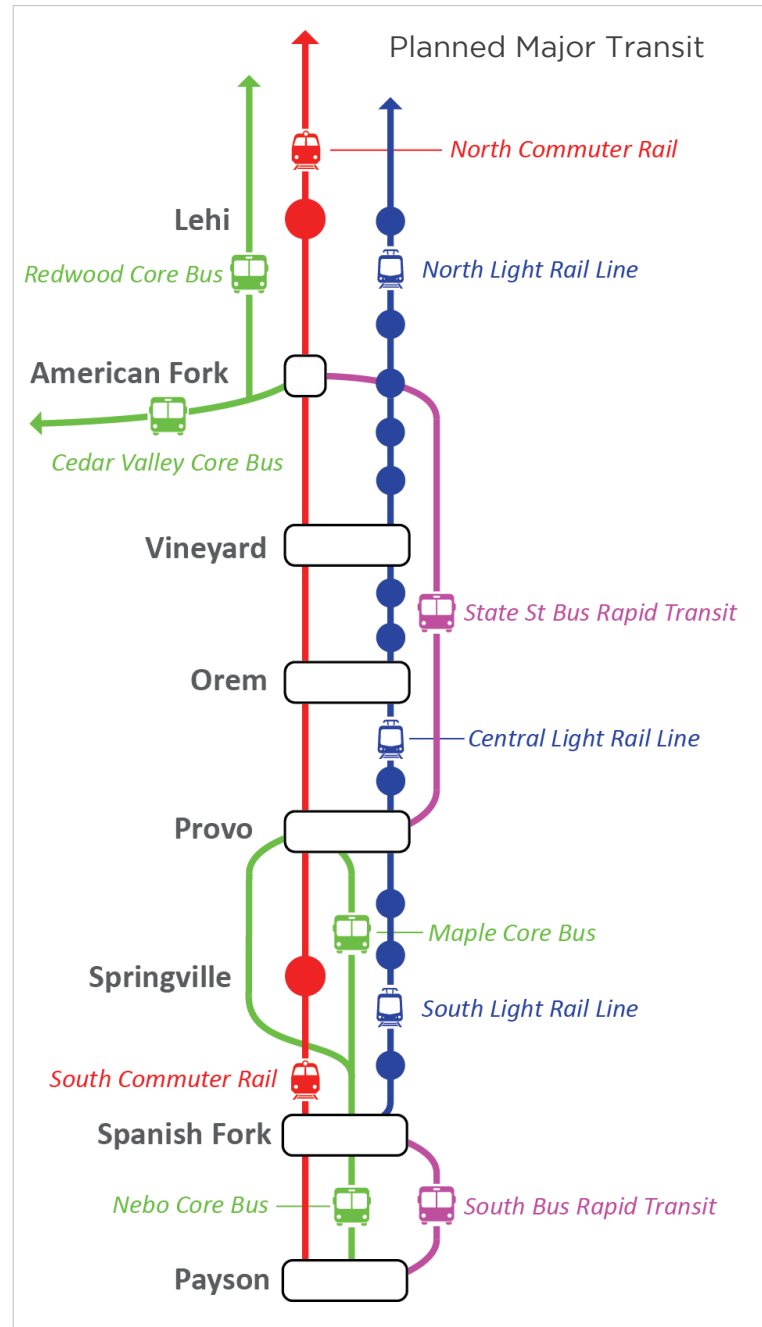 Planned Major Transit
North Commuter Rail
Lehi
Redwood Core Bus
North Light Rail Line
American Fork
Cedar Valley Core Bus
Vineyard
State St Bus Rapid Transit
Orem
Central Light Rail Line
Provo
Maple Core Bus
Springville
South Light Rail Line
South Commuter Rail
Spanish Fork
Nebo Core Bus
South Bus Rapid Transit
Payson